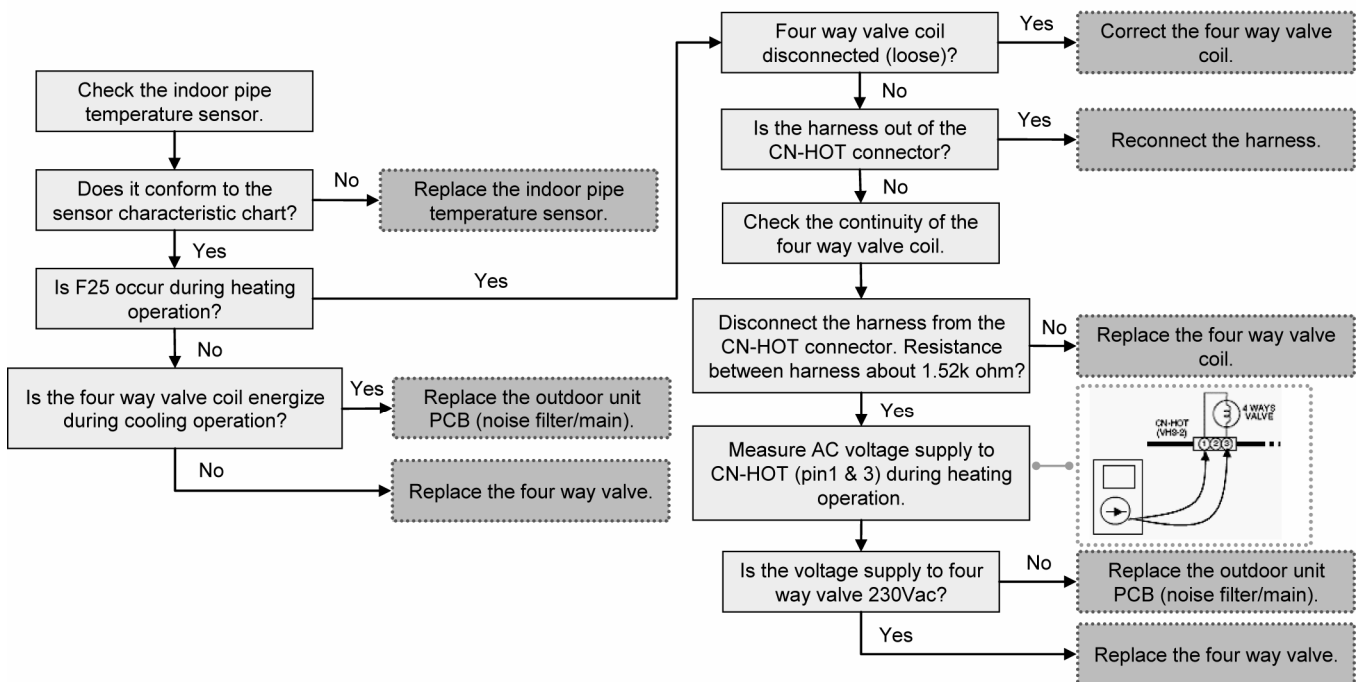 Check the indoor pipe
temperature sensor.
Does it conform to the
sensor characteristic chart?
No
Replace the indoor pipe
temperature sensor.
Yes
Is F25 occur during heating
operation?
Yes
No
Is the four way valve coil energize
during cooling operation?
Yes
Replace the outdoor unit
PCB (noise filter/main).
No
Replace the four way valve.
Four way valve coil
disconnected (loose)?
Yes
Correct the four way valve
coil.
No
Is the harness out of the
CN-HOT connector?
Yes
Reconnect the harness.
No
Check the continuity of the
four way valve coil.
Disconnect the harness from the
CN-HOT connector. Resistance
between harness about 1.52k ohm?
No
Replace the four way valve
coil.
Yes
Measure AC voltage supply to
CN-HOT (pin1 & 3) during heating
operation.
4 WAYS
VALVE
CN-HOT
(VH3-2)
1 2 3
Is the voltage supply to four
way valve 230Vac?
No
Replace the outdoor unit
PCB (noise filter/main).
Yes
Replace the four way valve.